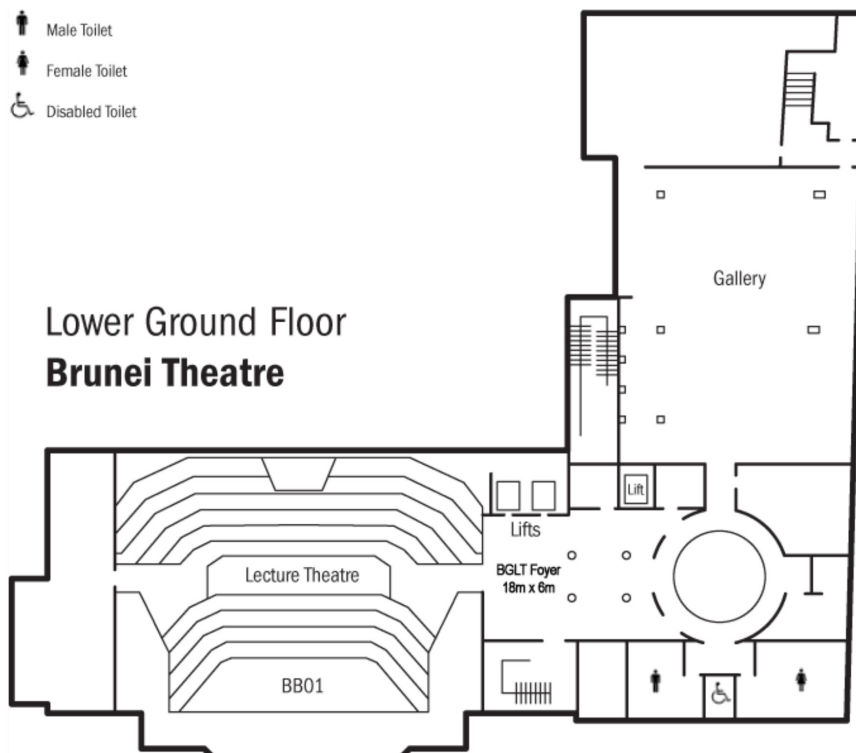 Male Toilet
Female Toilet
Disabled Toilet
Lower Ground Floor
Brunei Theatre
Gallery
Lift
Lifts
BGLT Foyer
18m x 6m
Lecture Theatre
BB01